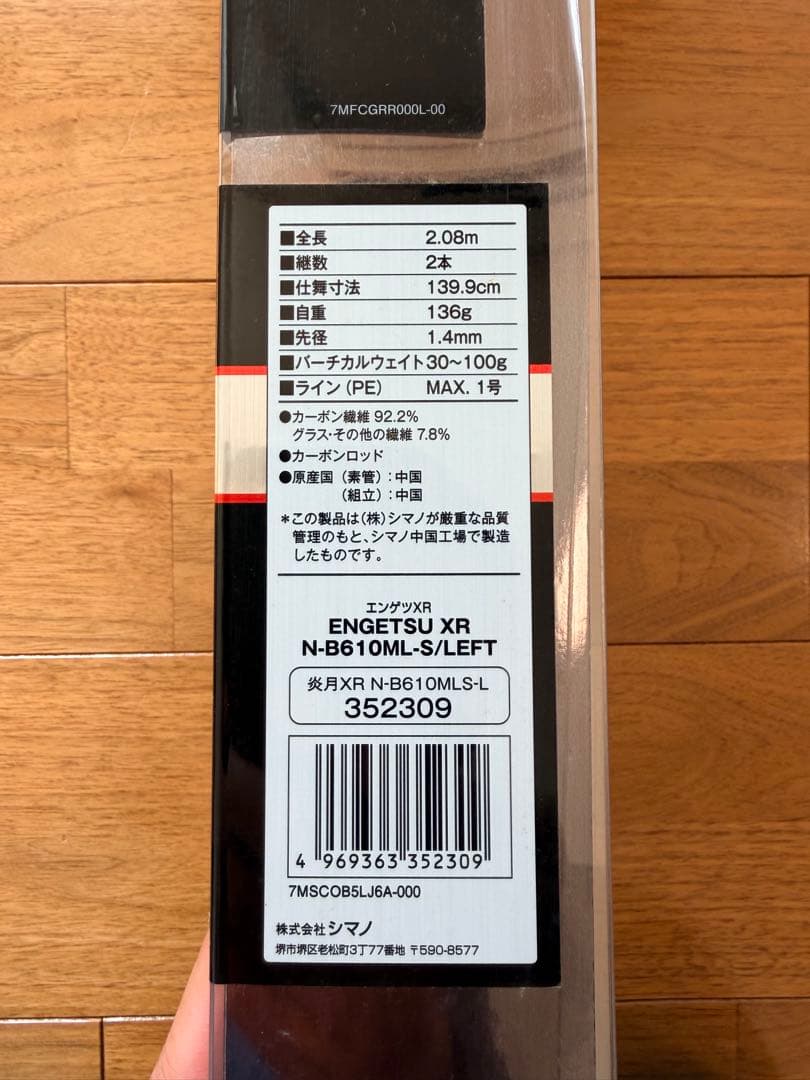 7MFCGRR000L-00
■全長 2.08m
■継数 2本
■仕舞寸法 139.9cm
■自重 136g
■先径 1.4mm
■バーチカルウェイト 30〜100g
■ライン(PE) MAX. 1号
●カーボン繊維 92.2%
グラス・その他の繊維 7.8%
●カーボンロッド
●原産国(素管):中国
(組立):中国
*この製品は(株)シマノが厳重な品質
管理のもと、シマノ中国工場で製造
したものです。
エンゲツXR
ENGETSU XR
N-B610ML-S/LEFT
炎月XR N-B610MLS-L
352309
4 969363 352309
7MSCOB5LJ6A-000
株式会社シマノ
堺市堺区老松町3丁77番地 〒590-8577